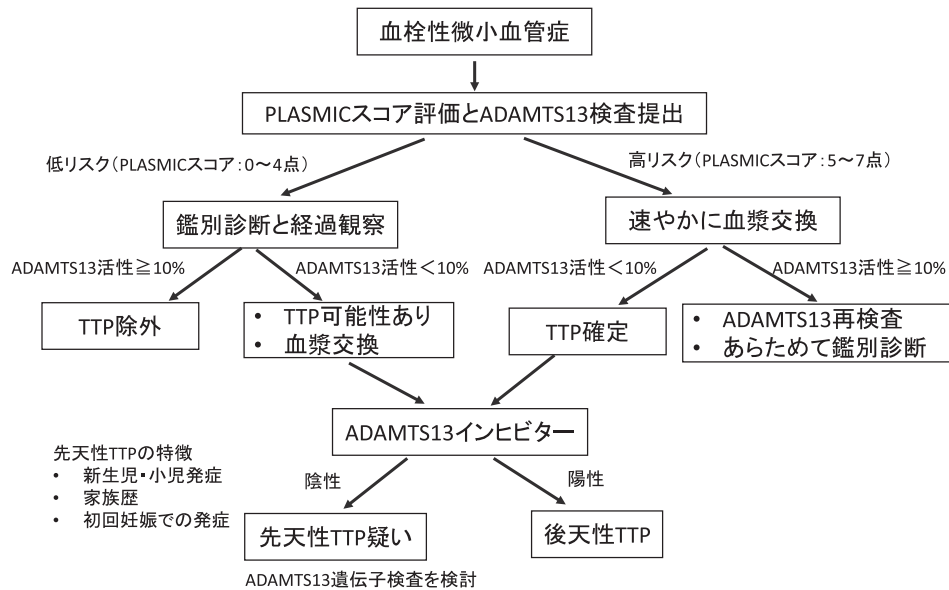 血栓性微小血管症
PLASMICスコア評価とADAMTS13検査提出
低リスク(PLASMICスコア:0〜4点)
高リスク(PLASMICスコア:5〜7点)
鑑別診断と経過観察
速やかに血漿交換
ADAMTS13活性≧10%
ADAMTS13活性<10%
ADAMTS13活性<10%
ADAMTS13活性≧10%
TTP除外
• TTP可能性あり
• 血漿交換
TTP確定
• ADAMTS13再検査
• あらためて鑑別診断
ADAMTS13インヒビター
先天性TTPの特徴
• 新生児・小児発症
• 家族歴
• 初回妊娠での発症
陰性
陽性
先天性TTP疑い
後天性TTP
ADAMTS13遺伝子検査を検討